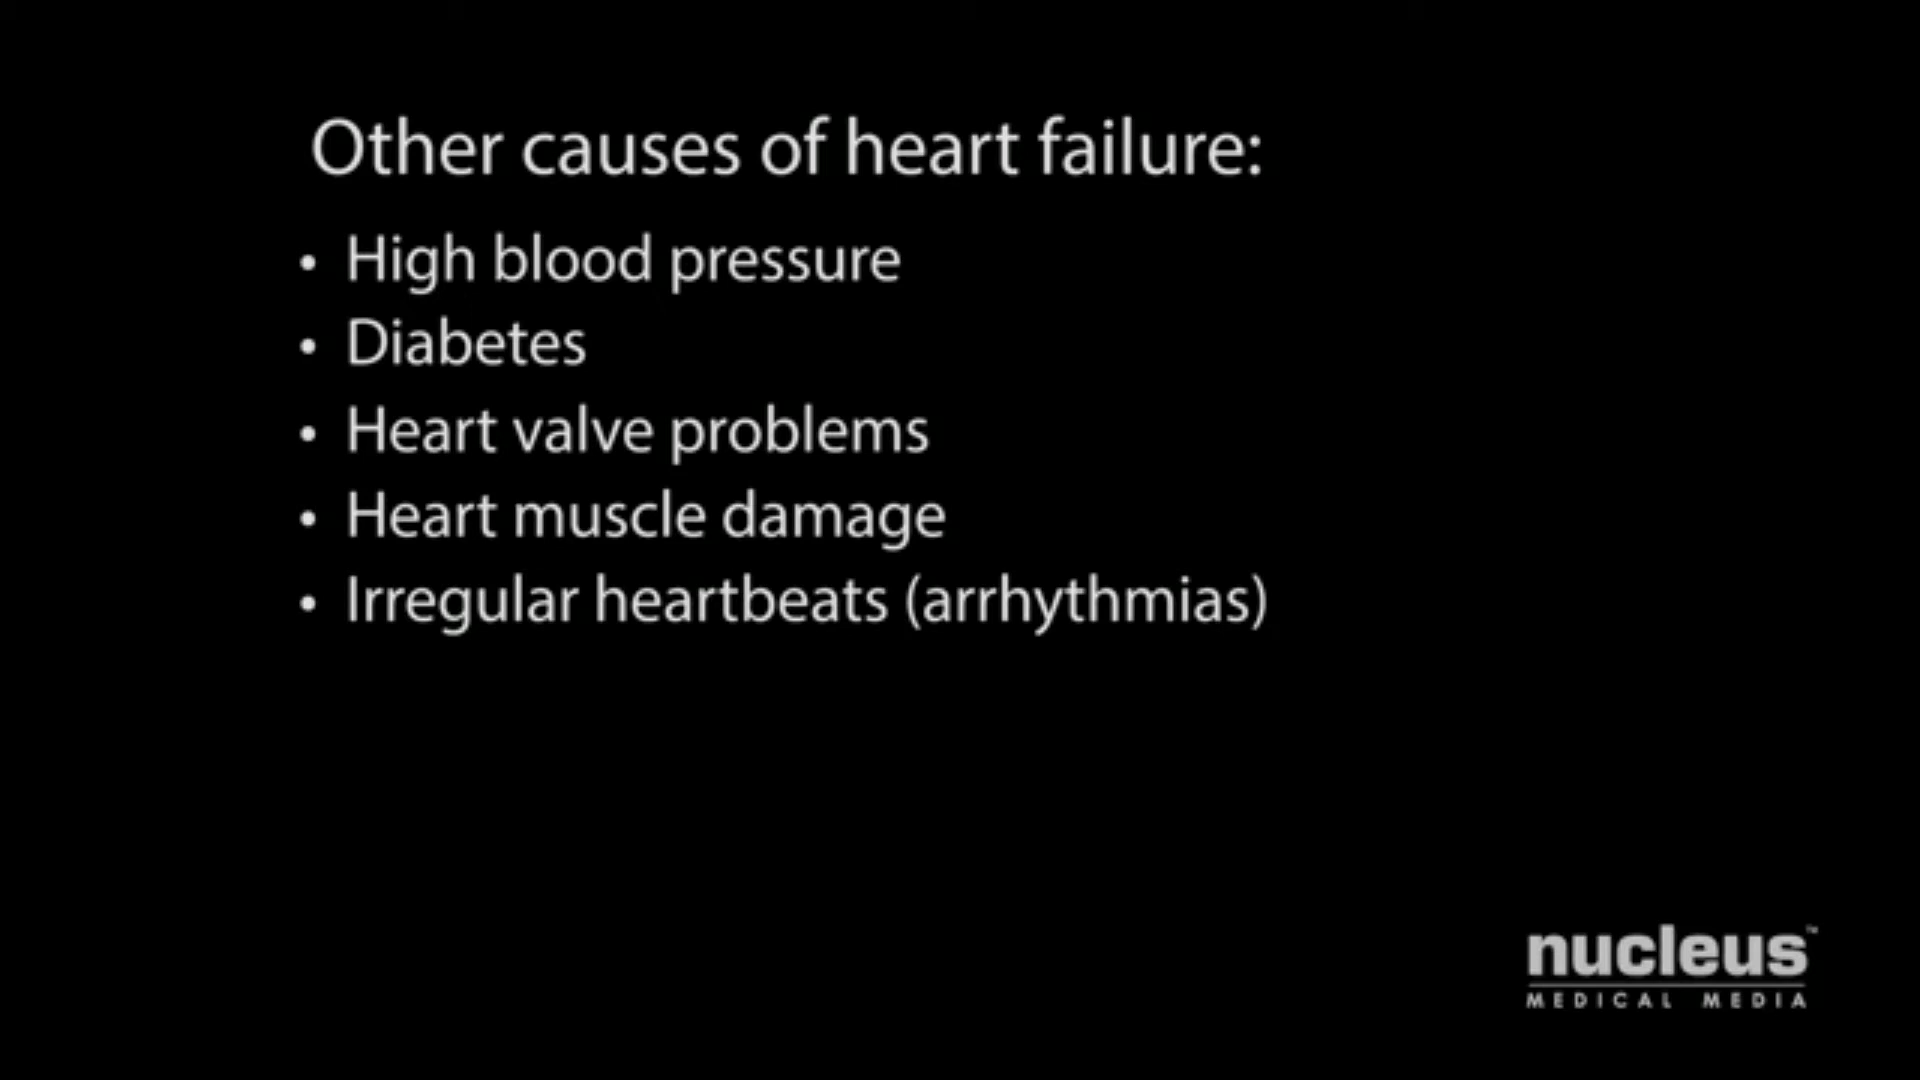 Other causes of heart failure:
• High blood pressure
• Diabetes
• Heart valve problems
• Heart muscle damage
• Irregular heartbeats (arrhythmias)
nucleus™
MEDICAL MEDIA